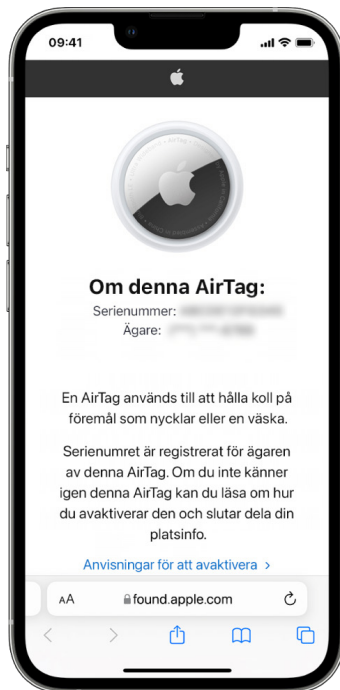 09:41
Om denna AirTag:
Serienummer:
Ägare:
En AirTag används till att hålla koll på
föremål som nycklar eller en väska.
Serienumret är registrerat för ägaren
av denna AirTag. Om du inte känner
igen denna AirTag kan du läsa om hur
du avaktiverar den och slutar dela din
platsinfo.
Anvisningar för att avaktivera >
AA
found.apple.com